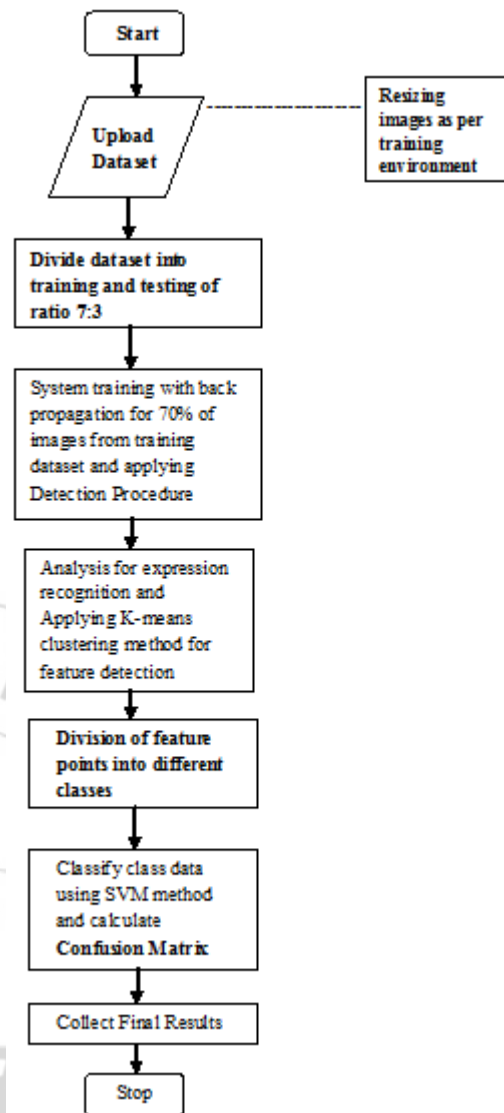 Start
Upload
Dataset
Resizing
images as per
training
environment
Divide dataset into
training and testing of
ratio 7:3
System training with back
propagation for 70% of
images from training
dataset and applying
Detection Procedure
Analysis for expression
recognition and
Applying K-means
clustering method for
feature detection
Division of feature
points into different
classes
Classify class data
using SVM method
and calculate
Confusion Matrix
Collect Final Results
Stop